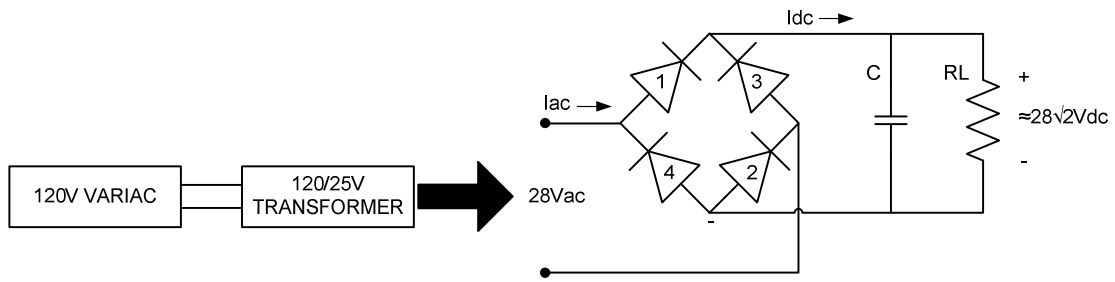 Idc
1
3
C
RL
+
Iac
≈28√2Vdc
-
4
2
120V VARIAC
120/25V
TRANSFORMER
28Vac
-